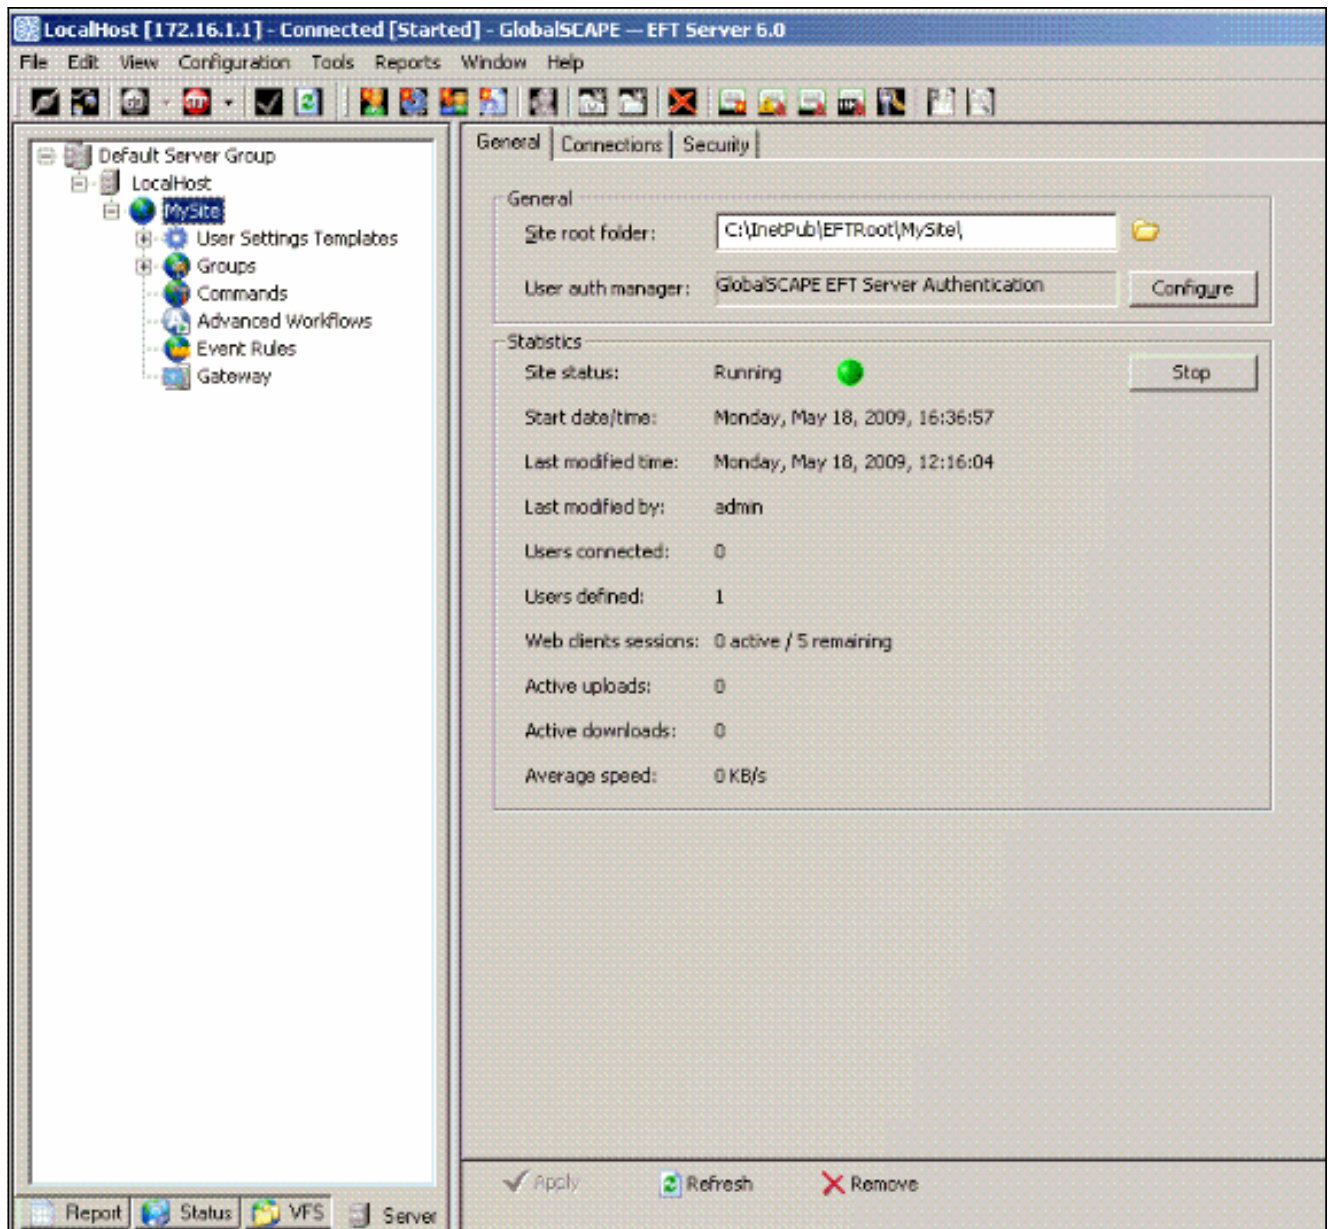 LocalHost [172.16.1.1] - Connected [Started] - GlobalSCAPE — EFT Server 6.0
File Edit View Configuration Tools Reports Window Help
Default Server Group
LocalHost
MySite
User Settings Templates
Groups
Commands
Advanced Workflows
Event Rules
Gateway
General Connections Security
General
Site root folder: C:\InetPub\EFTRoot\MySite\
User auth manager: GlobalSCAPE EFT Server Authentication Configure
Statistics
Site status: Running Stop
Start date/time: Monday, May 18, 2009, 16:36:57
Last modified time: Monday, May 18, 2009, 12:16:04
Last modified by: admin
Users connected: 0
Users defined: 1
Web clients sessions: 0 active / 5 remaining
Active uploads: 0
Active downloads: 0
Average speed: 0 KB/s
Apply Refresh Remove
Report Status VFS Server